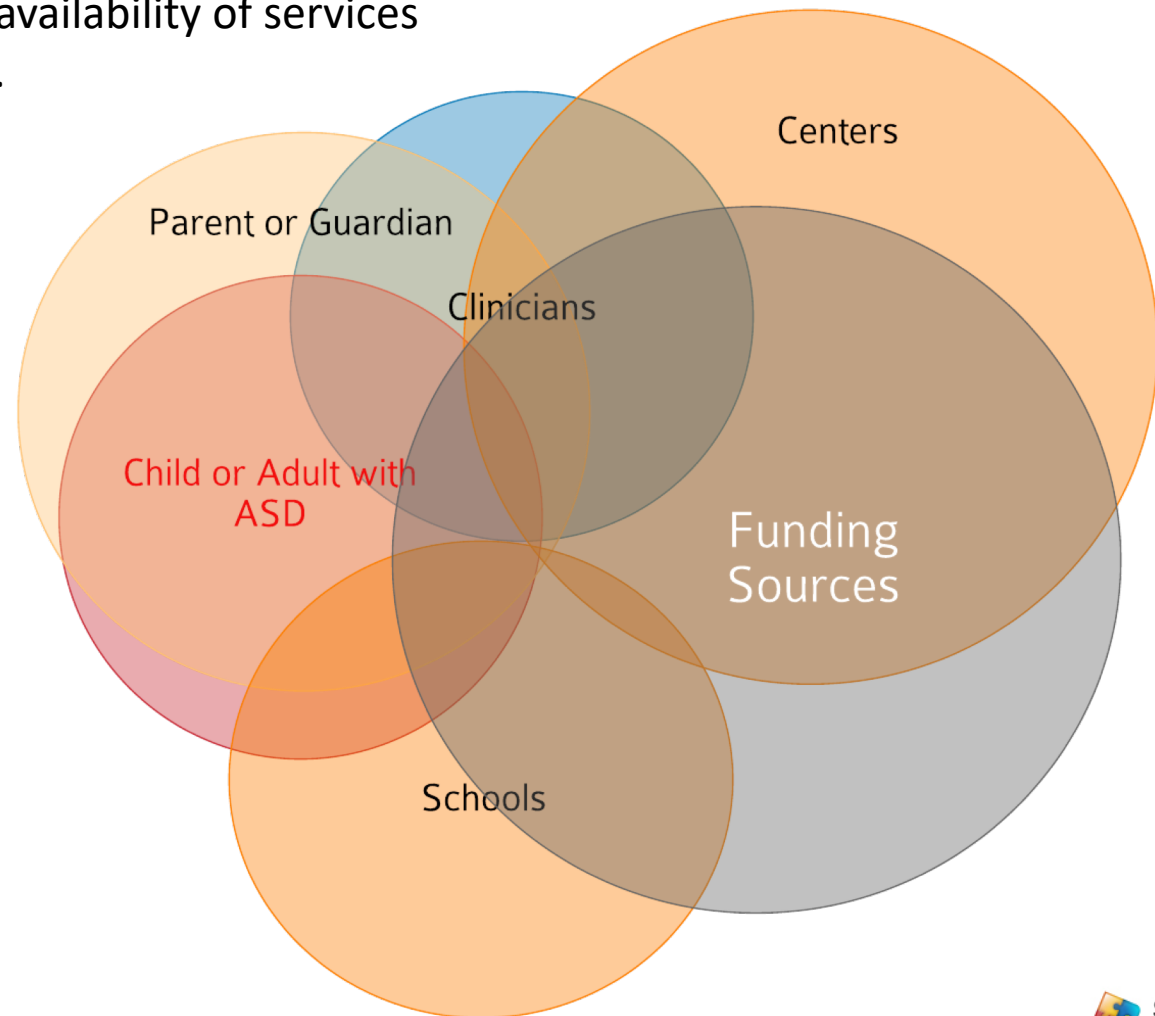 availability of services
.
Centers
Parent or Guardian
Clinicians
Child or Adult with
ASD
Funding
Sources
Schools